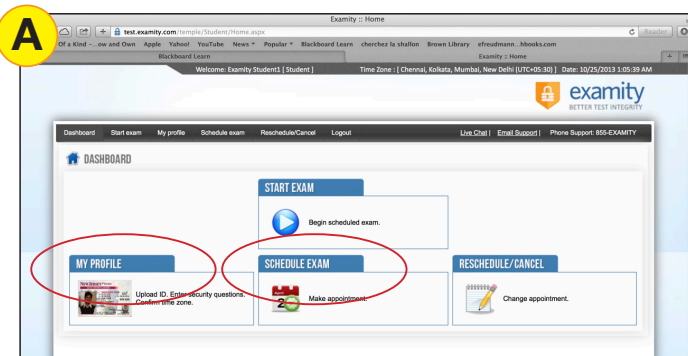 A
Examity :: Home
test.examity.com/temple/Student/Home.aspx
Reader
Of a Kind -...ow and Own Apple Yahoo! YouTube News Popular Blackboard Learn cherchez la shallon Brown Library efreudmann..hbooks.com
Blackboard Learn Examity :: Home
Welcome: Examity Student1 [ Student ] Time Zone : [ Chennai, Kolkata, Mumbai, New Delhi (UTC+05:30) ] Date: 10/25/2013 1:05:39 AM
examity
BETTER TEST INTEGRITY
Dashboard Start exam My profile Schedule exam Reschedule/Cancel Logout Live Chat | Email Support | Phone Support: 855-EXAMITY
DASHBOARD
START EXAM
Begin scheduled exam.
MY PROFILE SCHEDULE EXAM RESCHEDULE/CANCEL
Upload ID. Enter security questions.
Confirm time zone.
Make appointment.
Change appointment.